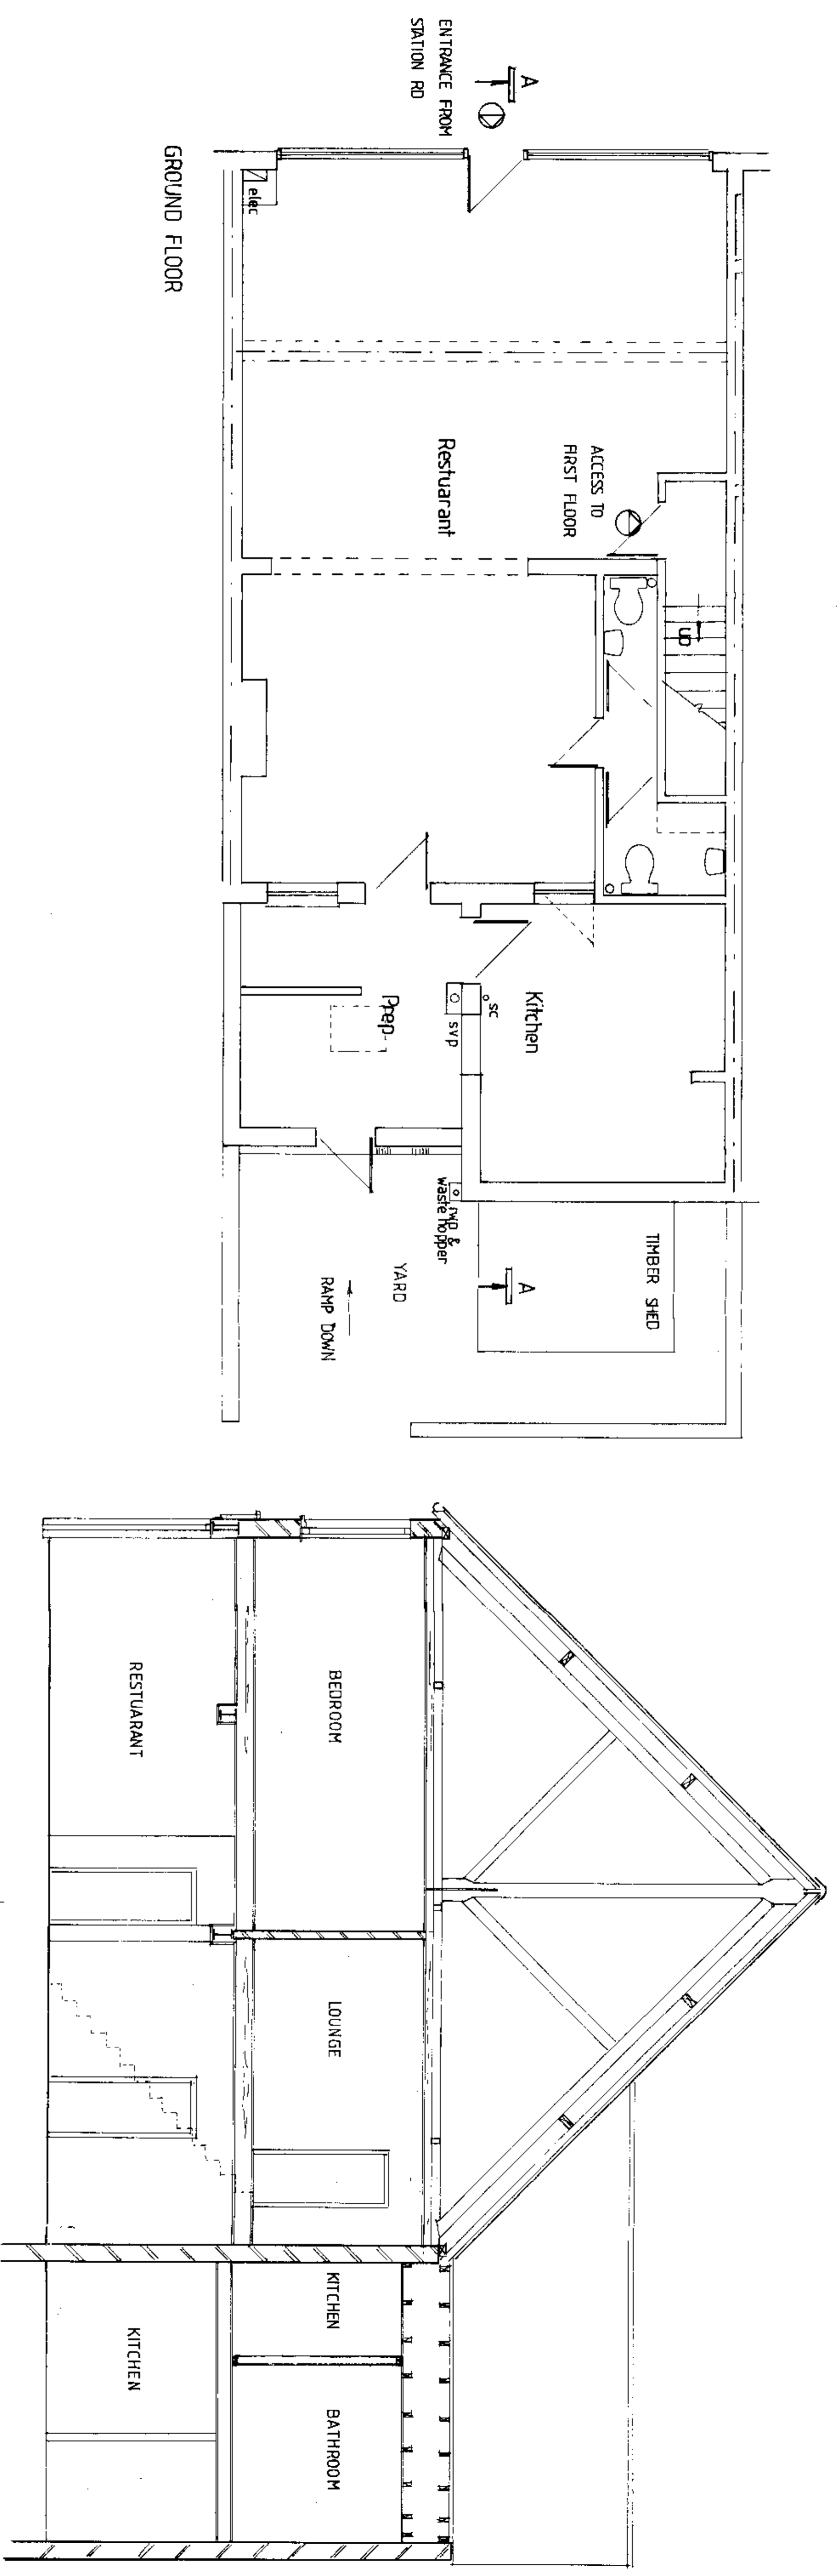 ENTRANCE FROM
STATION RD
A
GROUND FLOOR
elec
Restuarant
ACCESS TO
FIRST FLOOR
UP
Kitchen
Prep
sc
svp
rwp &
waste hopper
YARD
RAMP DOWN
A
TIMBER SHED
RESTUARANT
BEDROOM
LOUNGE
KITCHEN
KITCHEN
BATHROOM